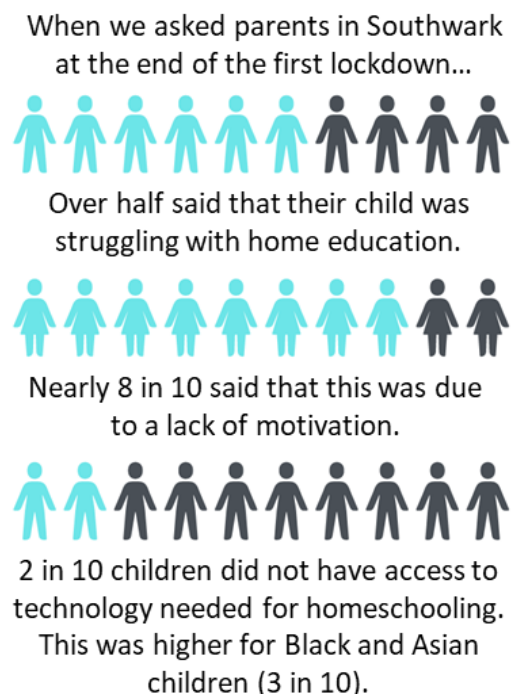 When we asked parents in Southwark
at the end of the first lockdown...
Over half said that their child was
struggling with home education.
Nearly 8 in 10 said that this was due
to a lack of motivation.
2 in 10 children did not have access to
technology needed for homeschooling.
This was higher for Black and Asian
children (3 in 10).